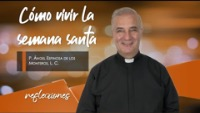 Cómo vivir la
semana santa
P. Ángel Espinosa de los
Monteros, L. C.
reflexiones